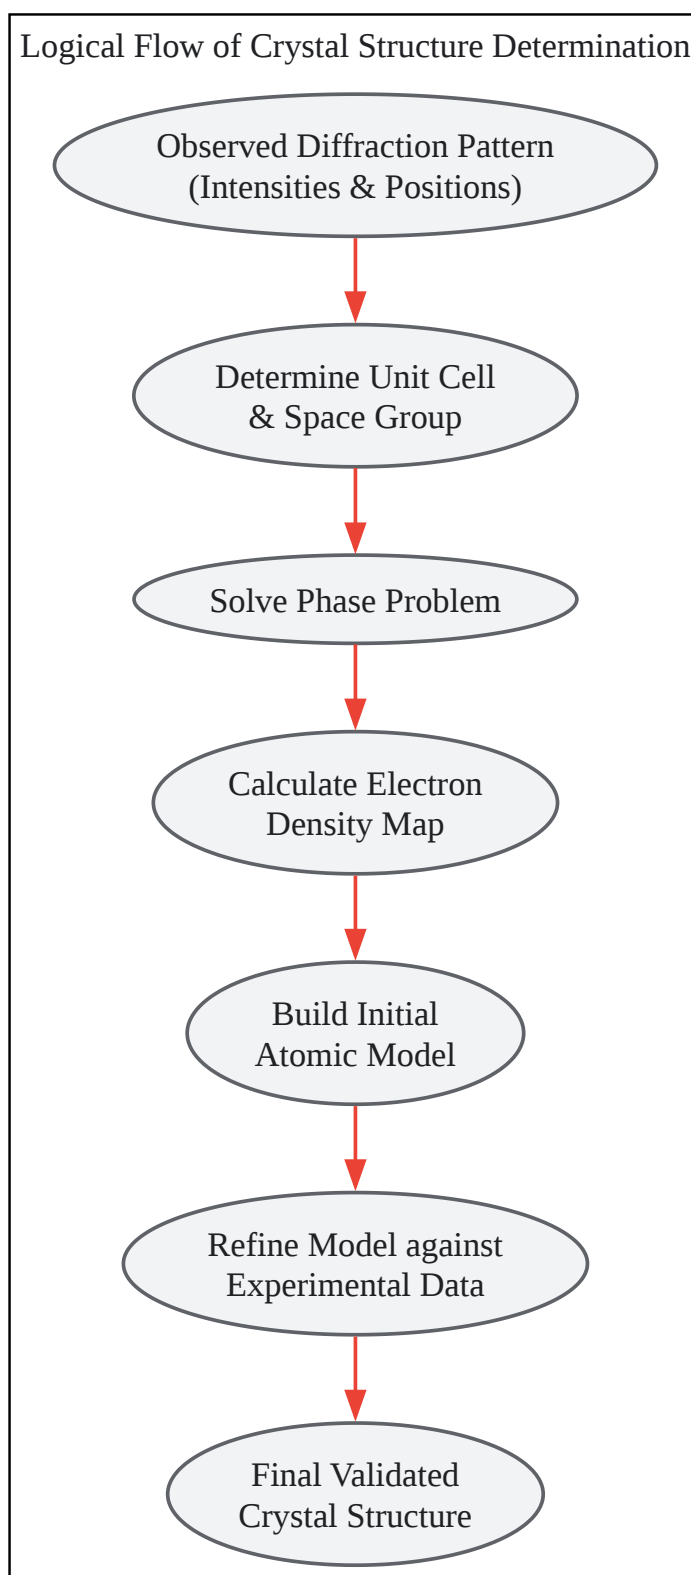 Logical Flow of Crystal Structure Determination
Observed Diffraction Pattern
(Intensities & Positions)
Determine Unit Cell
& Space Group
Solve Phase Problem
Calculate Electron
Density Map
Build Initial
Atomic Model
Refine Model against
Experimental Data
Final Validated
Crystal Structure